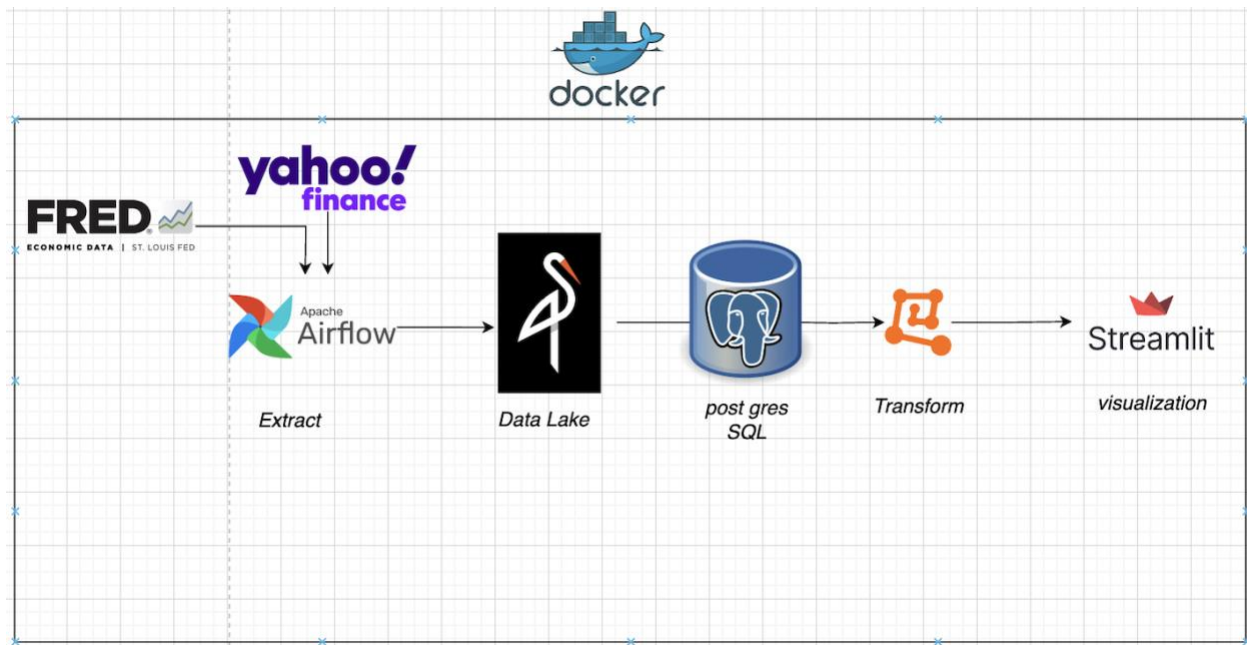 docker
yahoo!
finance
FRED®
ECONOMIC DATA | ST. LOUIS FED
Apache
Airflow
Extract
Data Lake
post gres
SQL
Transform
Streamlit
visualization